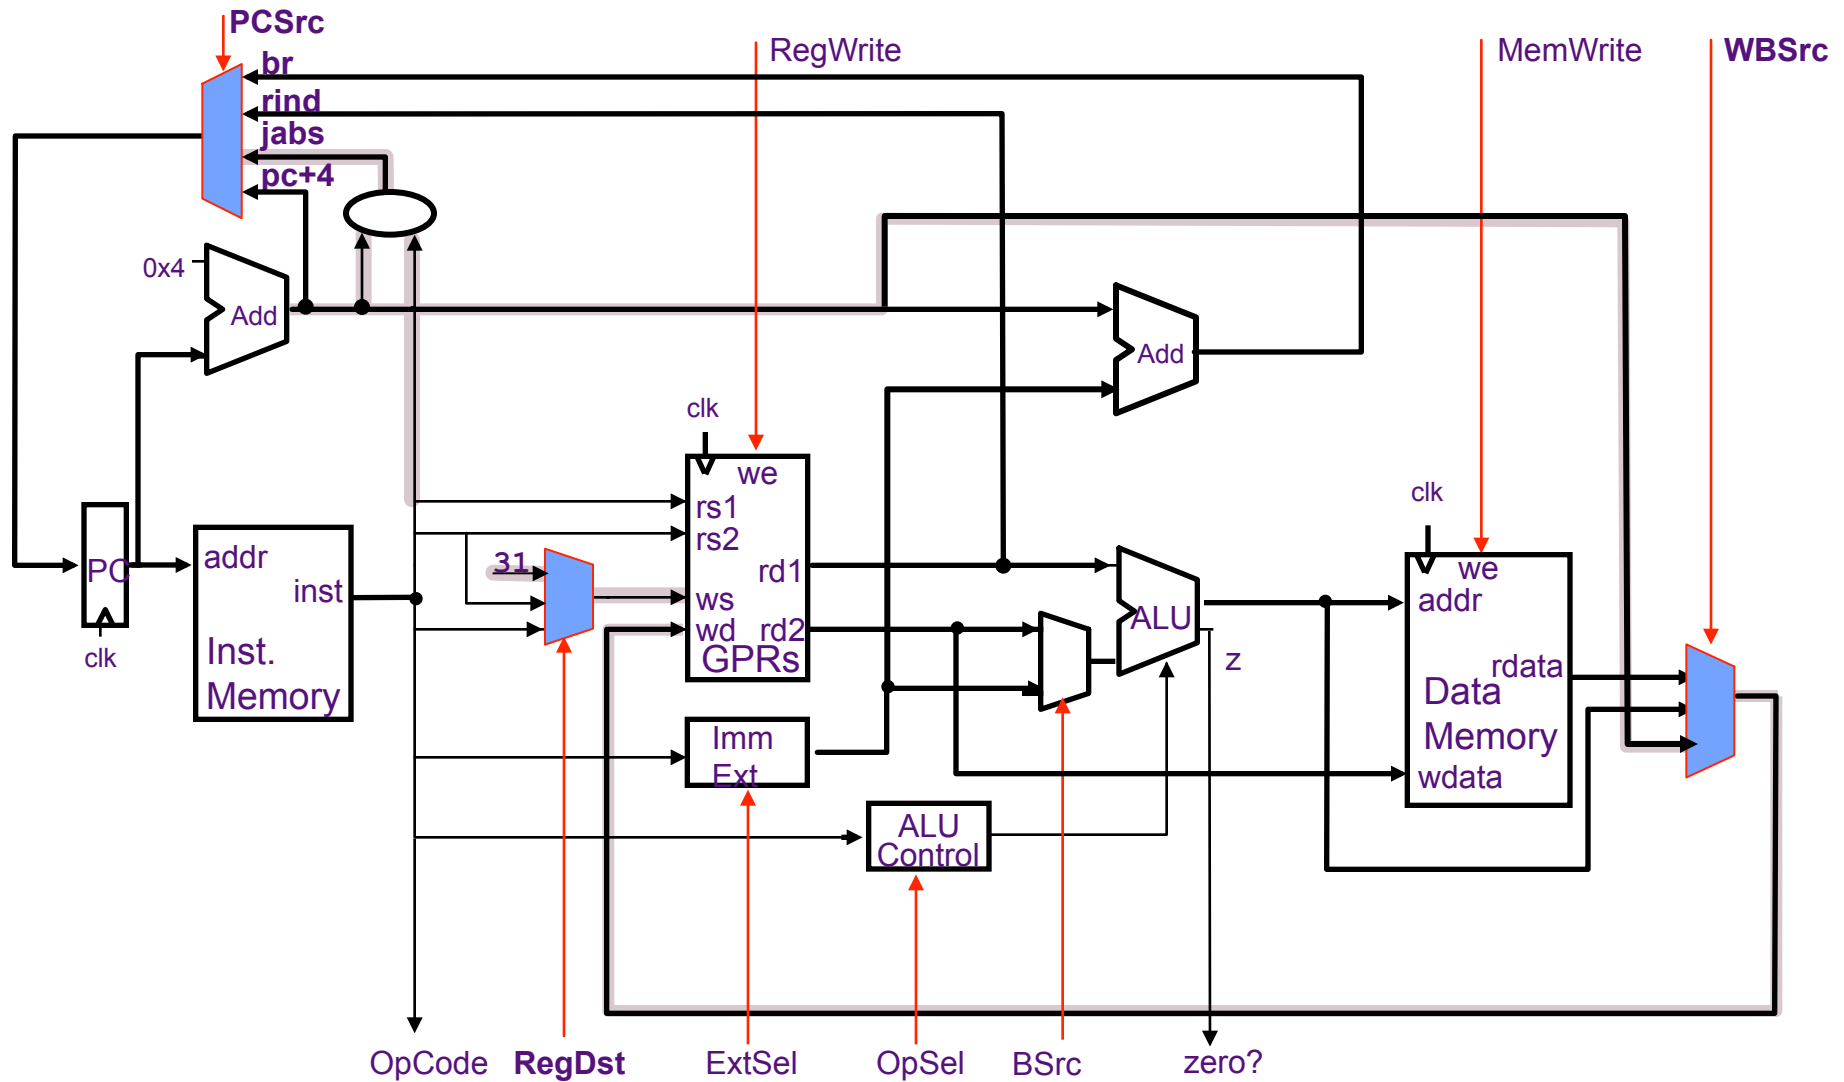 PCSrc
br
rind
jabs
pc+4
RegWrite
MemWrite
WBSrc
0x4
Add
Add
clk
we
rs1
rs2
31
rd1
ws
wd
rd2
GPRs
PC
clk
addr
inst
Inst.
Memory
ALU
z
clk
we
addr
rdata
Data
Memory
wdata
Imm
Ext
ALU
Control
OpCode
RegDst
ExtSel
OpSel
BSrc
zero?